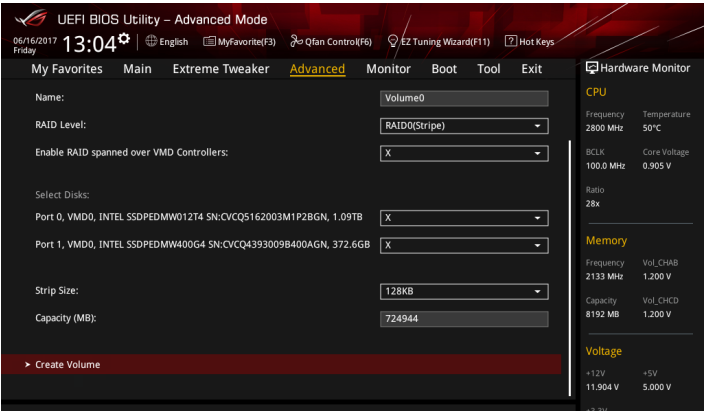 UEFI BIOS Utility – Advanced Mode
06/16/2017 Friday 13:04 English MyFavorite(F3) Qfan Control(F6) EZ Tuning Wizard(F11) ? Hot Keys
My Favorites Main Extreme Tweaker Advanced Monitor Boot Tool Exit
Name: Volume0
RAID Level: RAID0(Stripe)
Enable RAID spanned over VMD Controllers: X
Select Disks:
Port 0, VMD0, INTEL SSDPEDMW012T4 SN:CVCQ5162003M1P2BGN, 1.09TB X
Port 1, VMD0, INTEL SSDPEDMW400G4 SN:CVCQ4393009B400AGN, 372.6GB X
Strip Size: 128KB
Capacity (MB): 724944
> Create Volume
Hardware Monitor
CPU
Frequency Temperature
2800 MHz 50°C
BCLK Core Voltage
100.0 MHz 0.905 V
Ratio
28x
Memory
Frequency Vol_CHAB
2133 MHz 1.200 V
Capacity Vol_CHCD
8192 MB 1.200 V
Voltage
+12V +5V
11.904 V 5.000 V
+3.3V